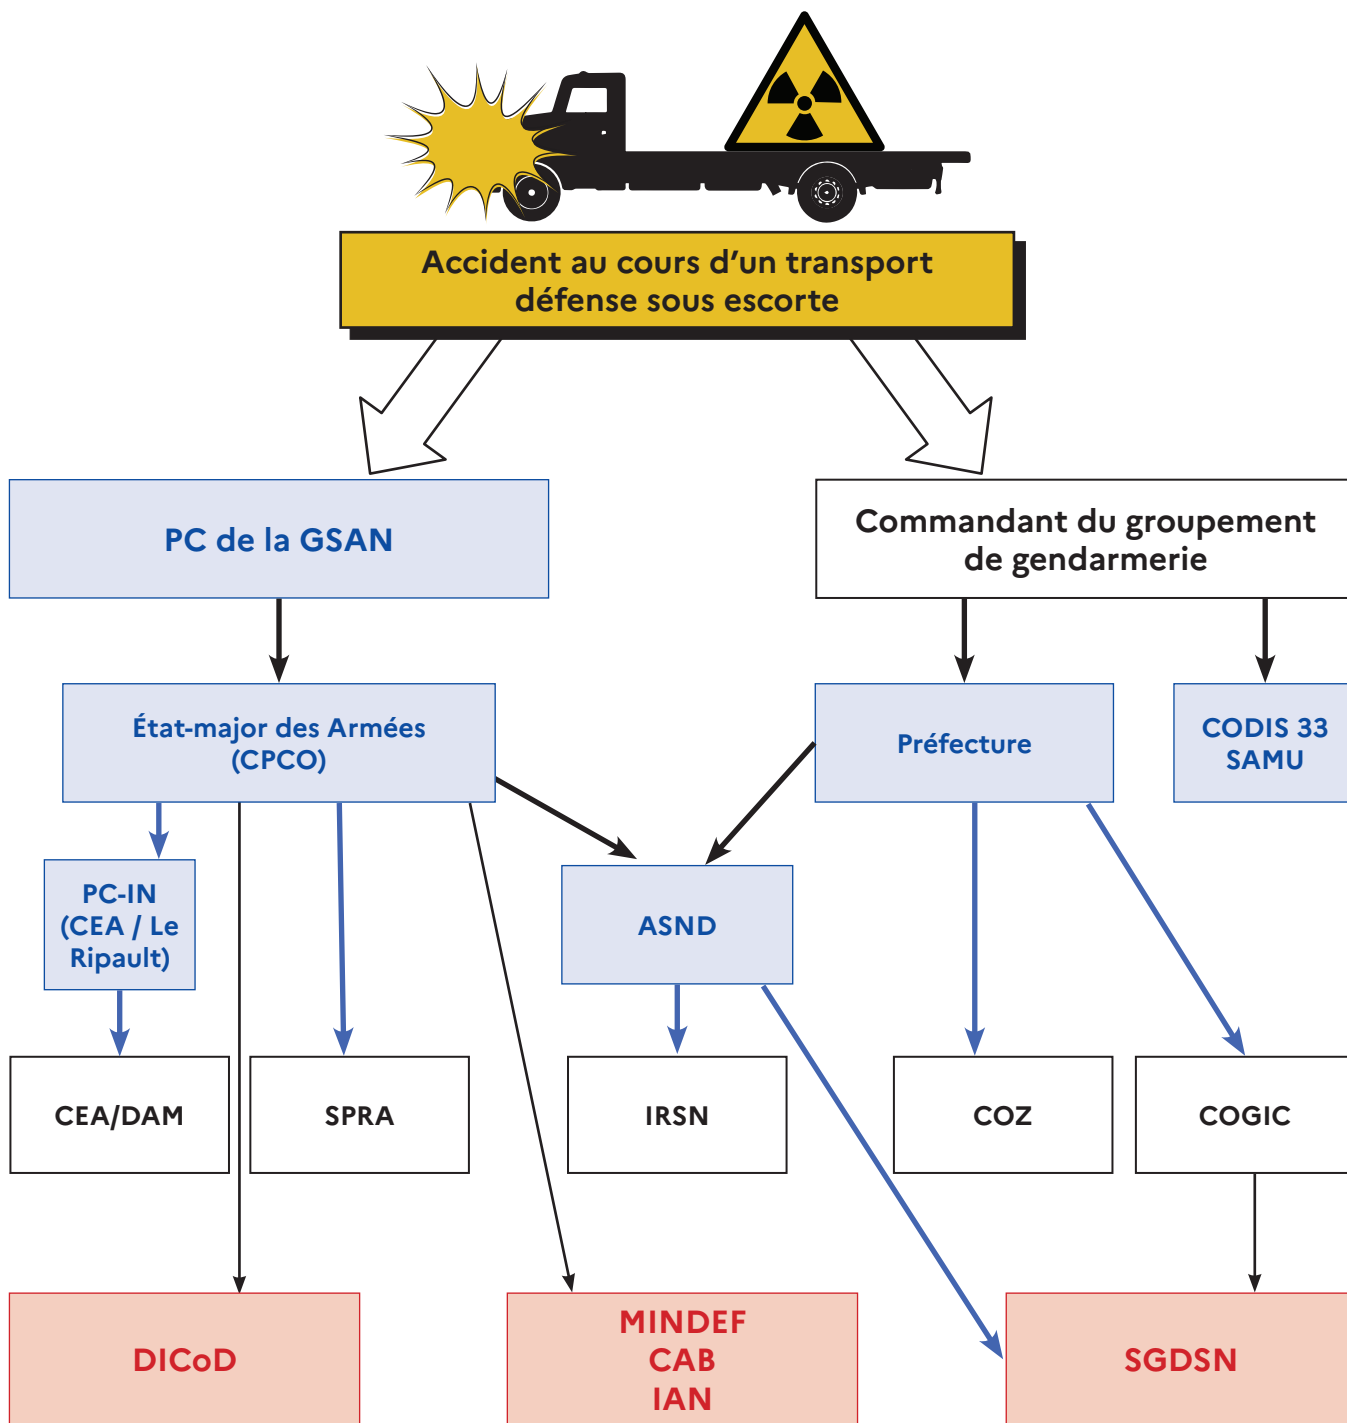 Accident au cours d’un transport
défense sous escorte
PC de la GSAN
Commandant du groupement
de gendarmerie
État-major des Armées
(CPCO)
Préfecture
CODIS 33
SAMU
PC-IN
(CEA / Le
Ripault)
ASND
CEA/DAM
SPRA
IRSN
COZ
COGIC
DICoD
MINDEF
CAB
IAN
SGDSN